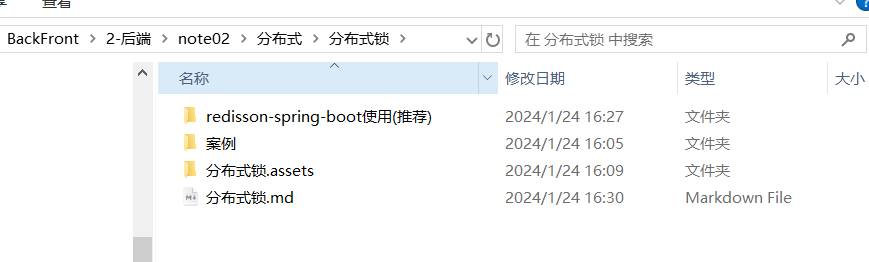 查看
BackFront > 2-后端 > note02 > 分布式 > 分布式锁 >
在 分布式锁 中搜索
名称 修改日期 类型 大小
redisson-spring-boot使用(推荐) 2024/1/24 16:27 文件夹
案例 2024/1/24 16:05 文件夹
分布式锁.assets 2024/1/24 16:09 文件夹
分布式锁.md 2024/1/24 16:30 Markdown File